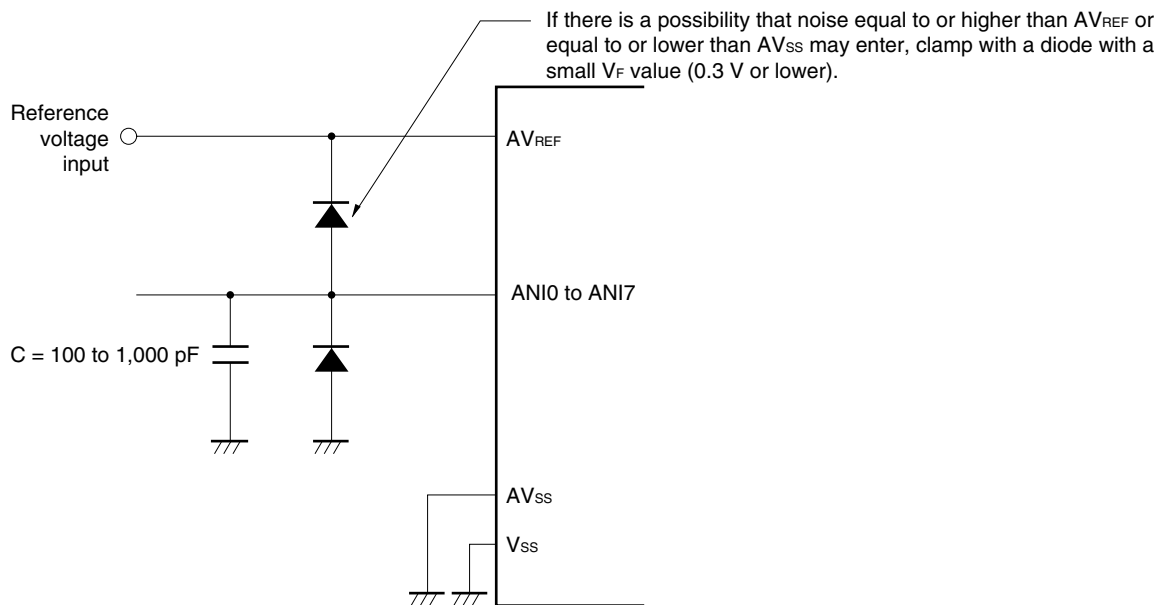 If there is a possibility that noise equal to or higher than AVREF or
equal to or lower than AVSS may enter, clamp with a diode with a
small VF value (0.3 V or lower).
Reference
voltage
input
AVREF
ANI0 to ANI7
C = 100 to 1,000 pF
AVSS
VSS